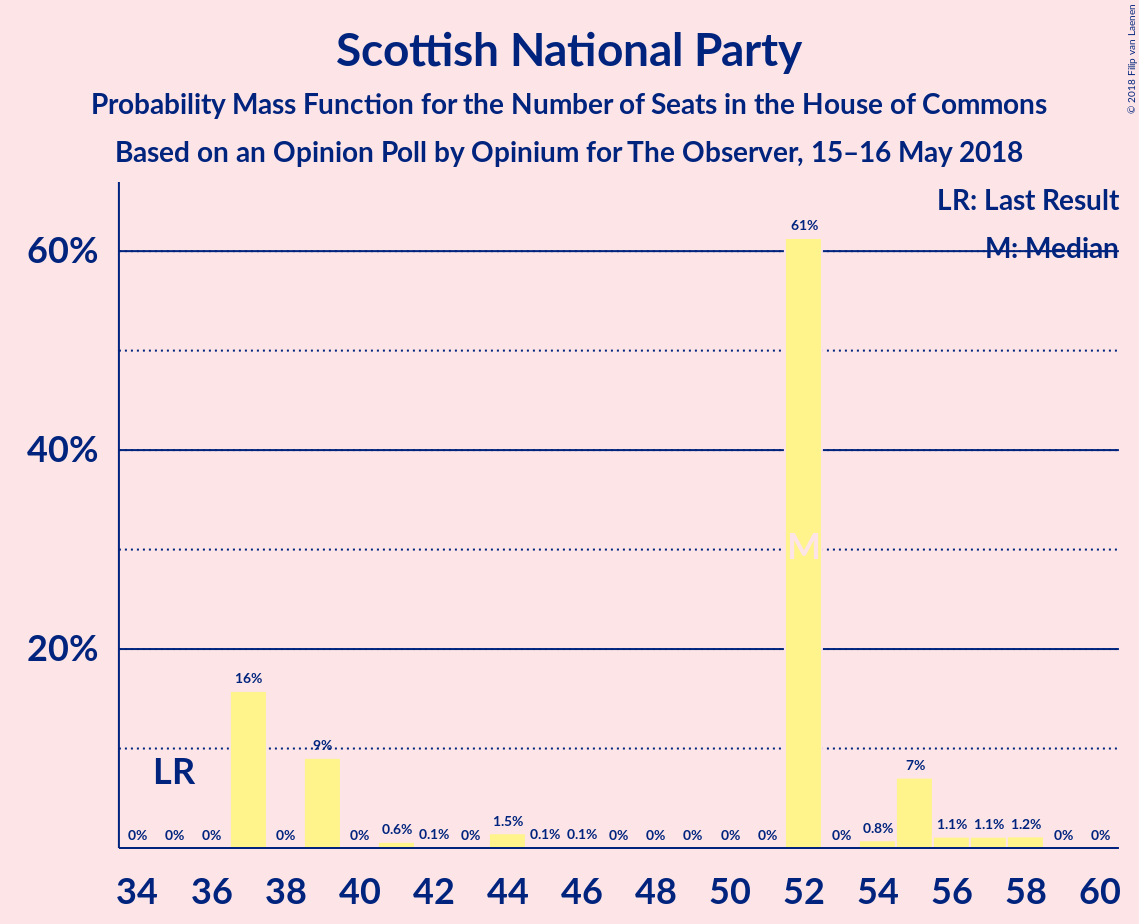 Scottish National Party
Probability Mass Function for the Number of Seats in the House of Commons
Based on an Opinion Poll by Opinium for The Observer, 15–16 May 2018
© 2018 Filip van Laenen
LR: Last Result
M: Median
60%
40%
20%
61%
M
16%
9%
LR
7%
0% 0% 0% 0% 0% 0.6% 0.1% 0% 1.5% 0.1% 0.1% 0% 0% 0% 0% 0% 0% 0.8% 1.1% 1.1% 1.2% 0% 0%
34 36 38 40 42 44 46 48 50 52 54 56 58 60